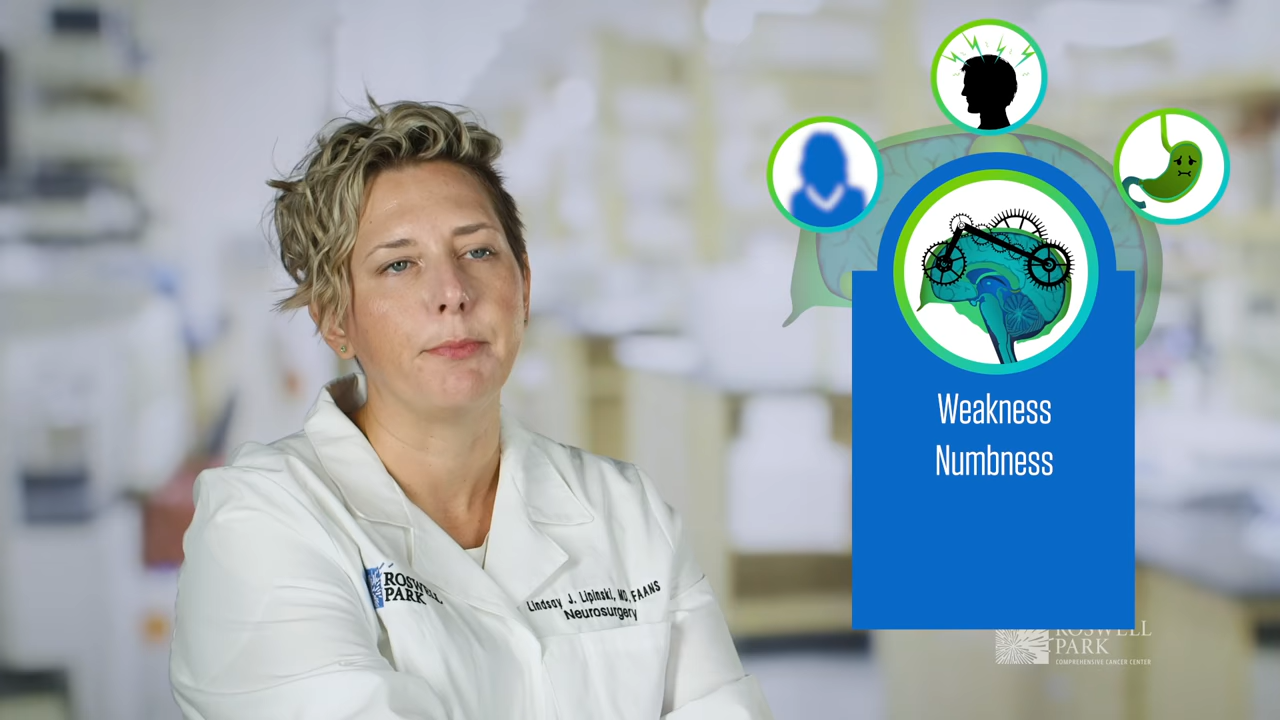 Weakness
Numbness
ROSWELL
PARK
Lindsay J. Lipinski, MD, FAANS
Neurosurgery
ROSWELL
PARK
COMPREHENSIVE CANCER CENTER